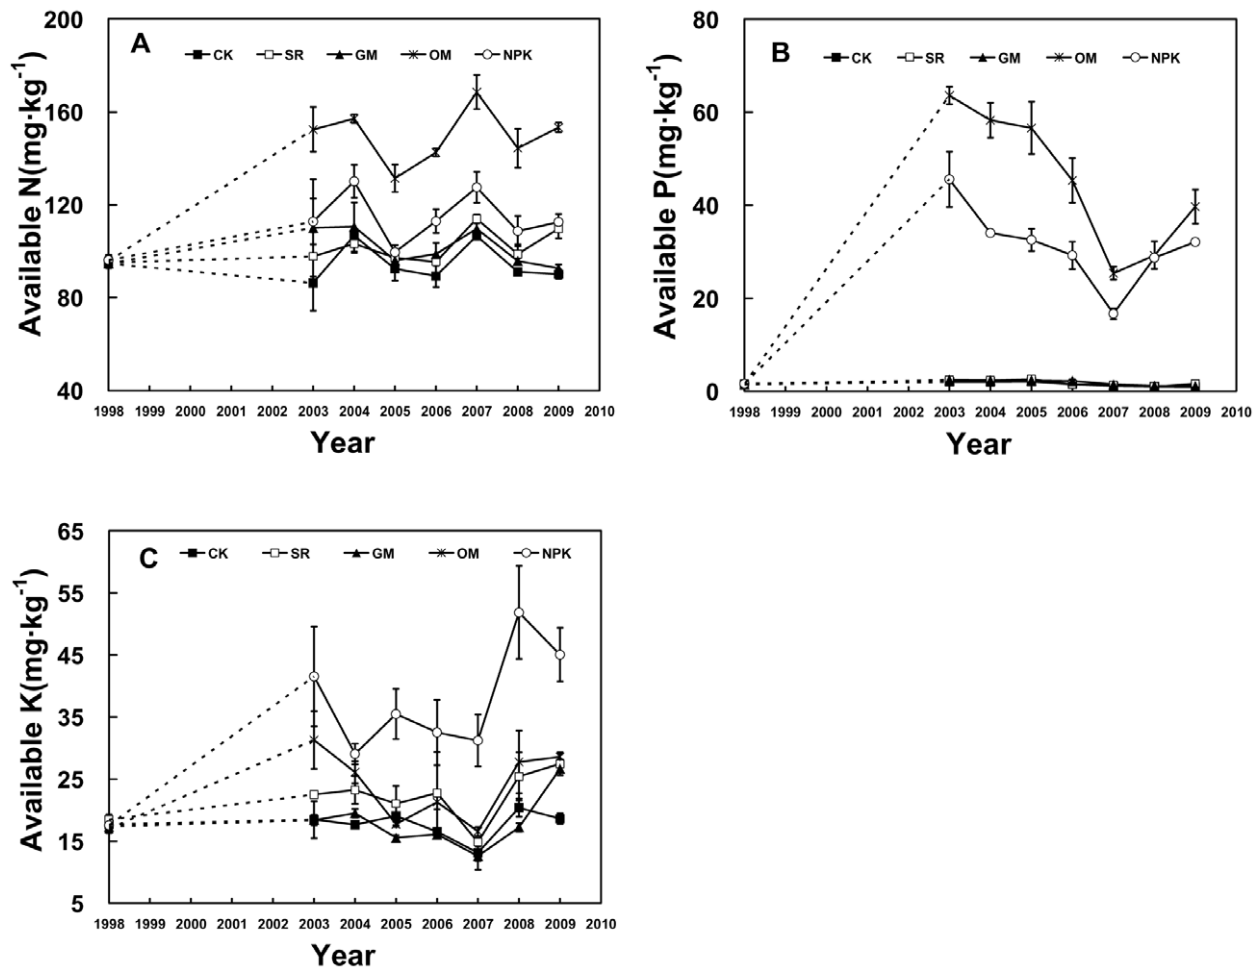 A
CK SR GM OM NPK
Available N(mg·kg-1)
200
160
120
80
40
1998 1999 2000 2001 2002 2003 2004 2005 2006 2007 2008 2009 2010
Year
B
CK SR GM OM NPK
Available P(mg·kg-1)
80
60
40
20
0
1998 1999 2000 2001 2002 2003 2004 2005 2006 2007 2008 2009 2010
Year
C
CK SR GM OM NPK
Available K(mg·kg-1)
65
55
45
35
25
15
5
1998 1999 2000 2001 2002 2003 2004 2005 2006 2007 2008 2009 2010
Year